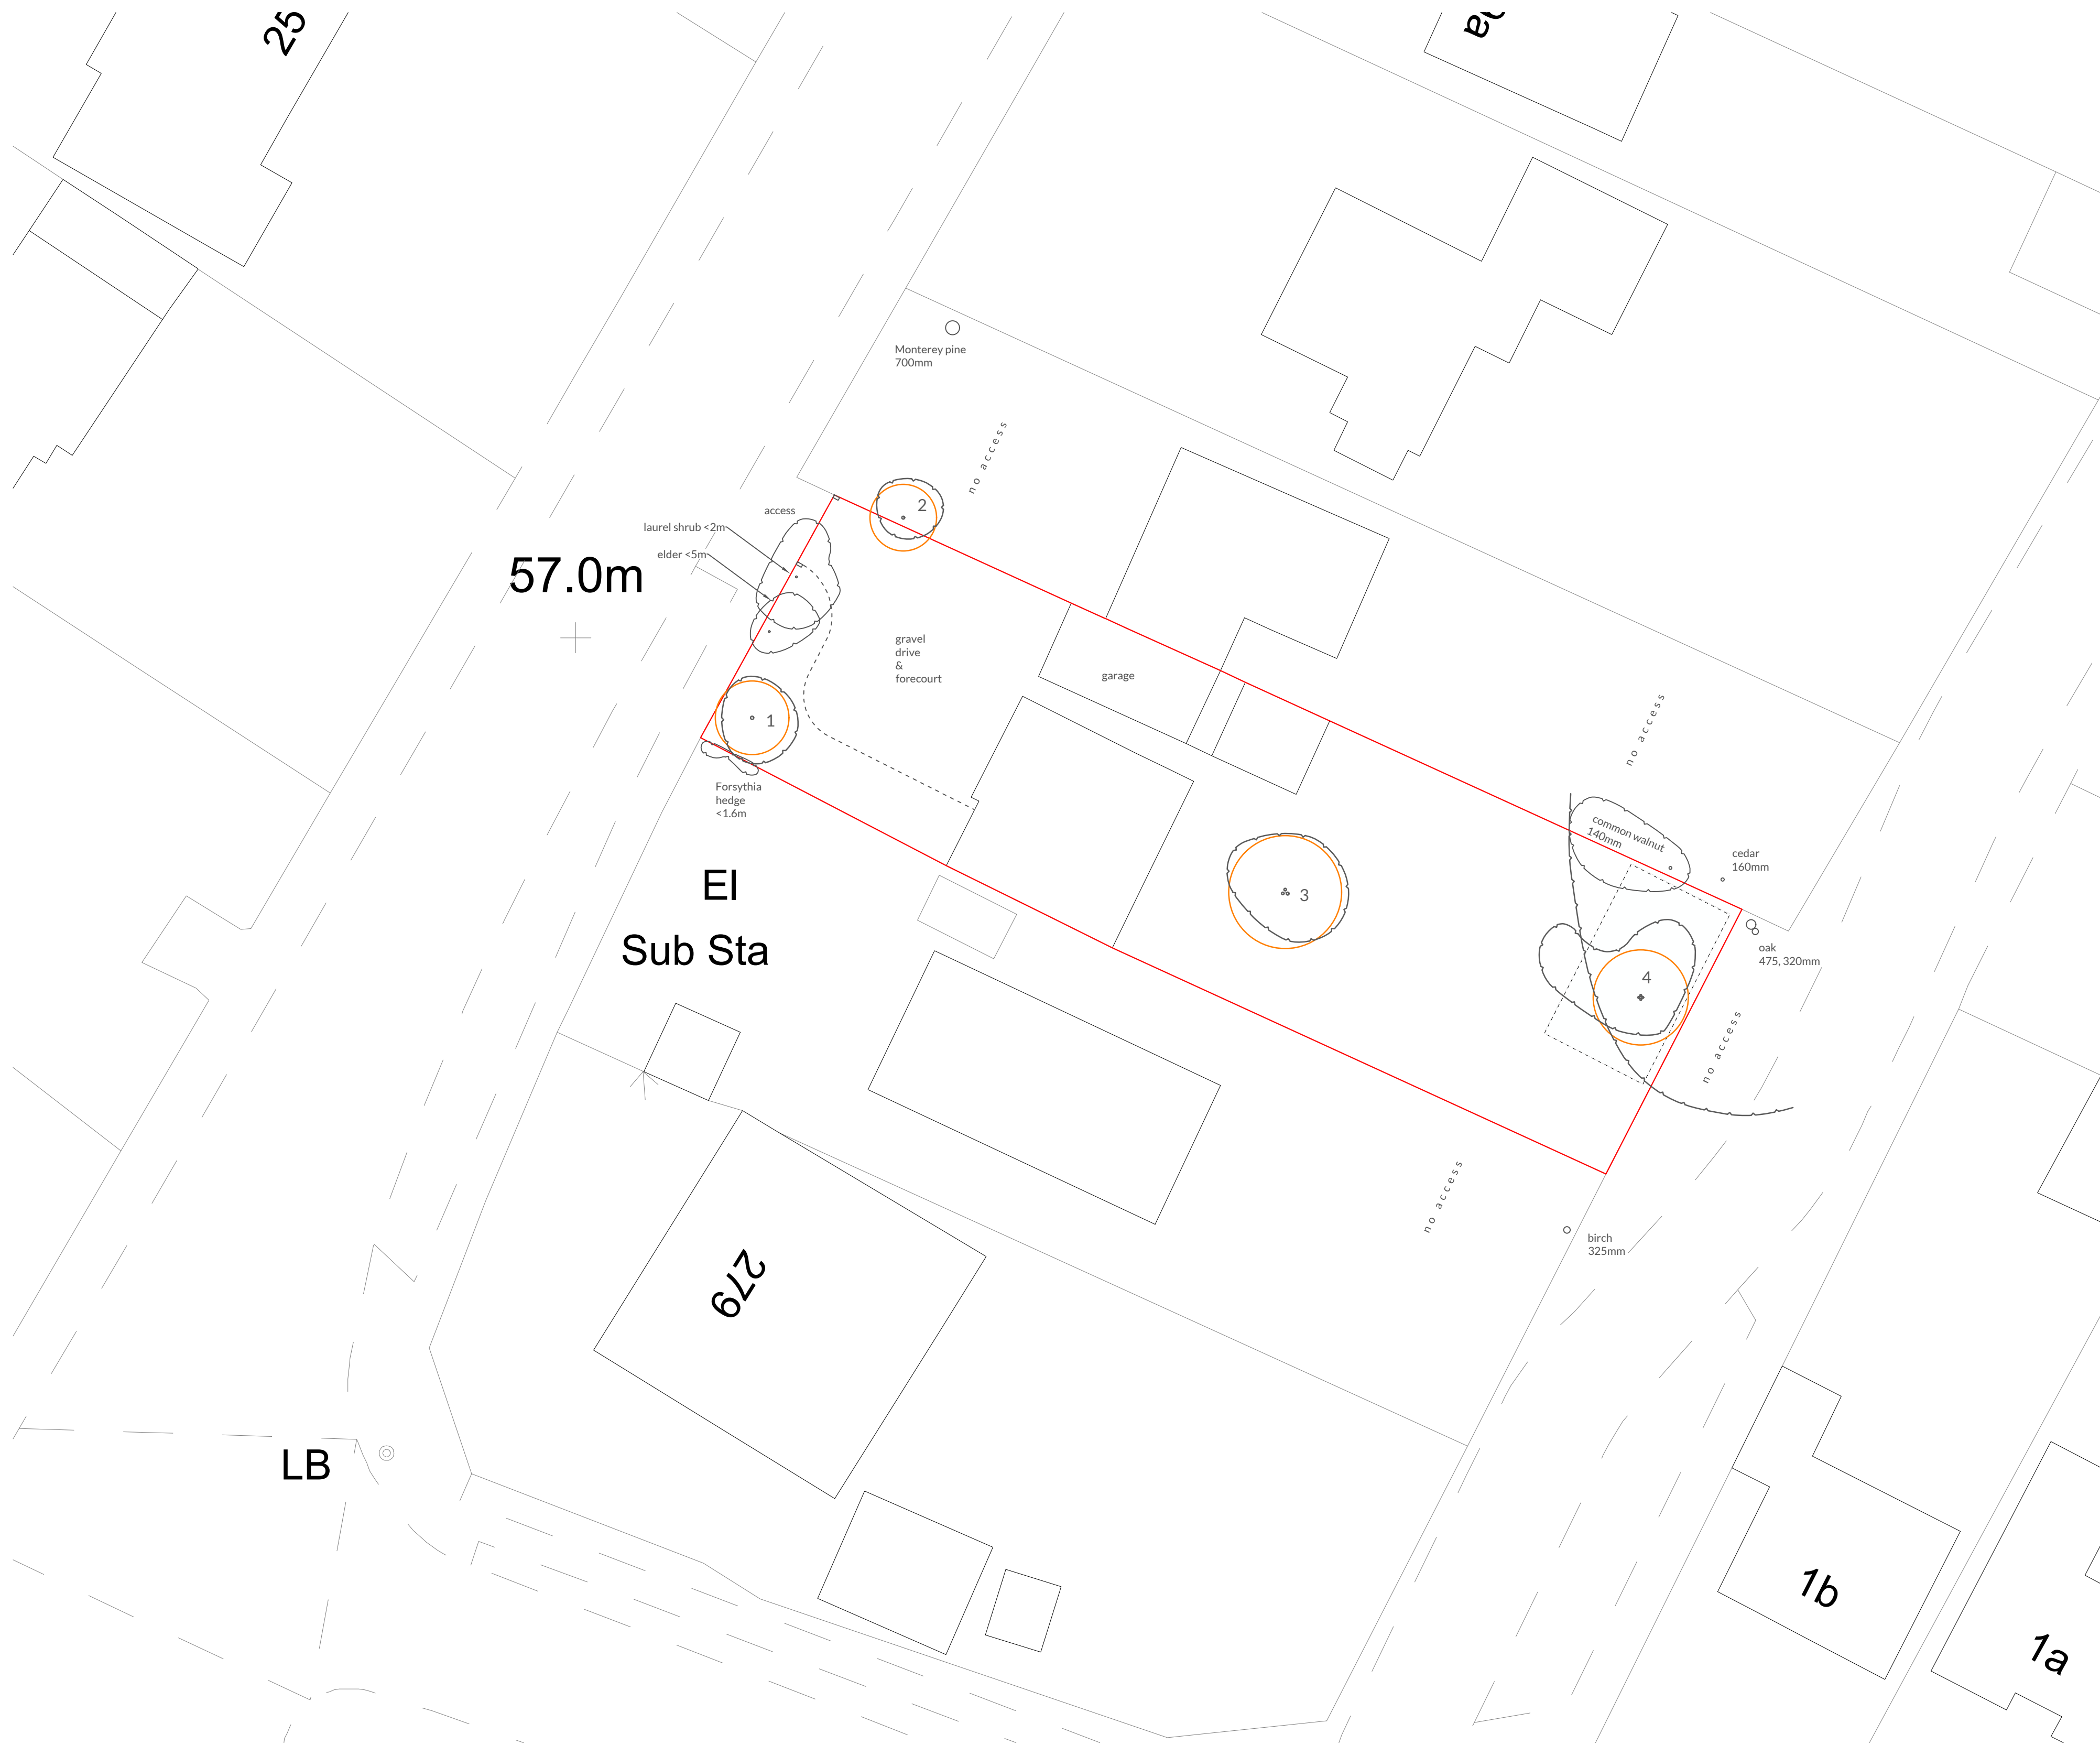 25
Monterey pine
700mm
no access
access
2
laurel shrub <2m
elder <5m
57.0m
gravel
drive
&
forecourt
garage
no access
1
Forsythia
hedge
<1.6m
common walnut
140mm
cedar
160mm
3
El
Sub Sta
oak
475, 320mm
4
no access
no access
birch
325mm
279
LB
1b
1a